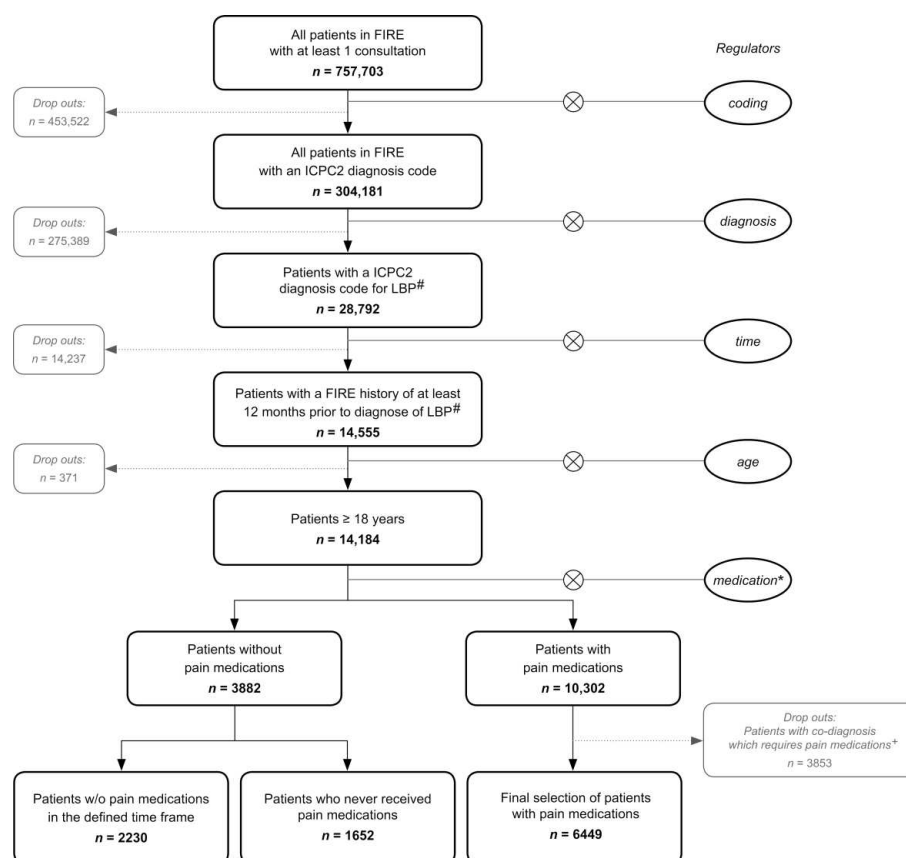 All patients in FIRE
with at least 1 consultation
n = 757,703
Regulators
Drop outs:
n = 453,522
coding
All patients in FIRE
with an ICPC2 diagnosis code
n = 304,181
Drop outs:
n = 275,389
diagnosis
Patients with a ICPC2
diagnosis code for LBP#
n = 28,792
Drop outs:
n = 14,237
time
Patients with a FIRE history of at least
12 months prior to diagnose of LBP#
n = 14,555
Drop outs:
n = 371
age
Patients ≥ 18 years
n = 14,184
medication*
Patients without
pain medications
n = 3882
Patients with
pain medications
n = 10,302
Drop outs:
Patients with co-diagnosis
which requires pain medications+
n = 3853
Patients w/o pain medications
in the defined time frame
n = 2230
Patients who never received
pain medications
n = 1652
Final selection of patients
with pain medications
n = 6449